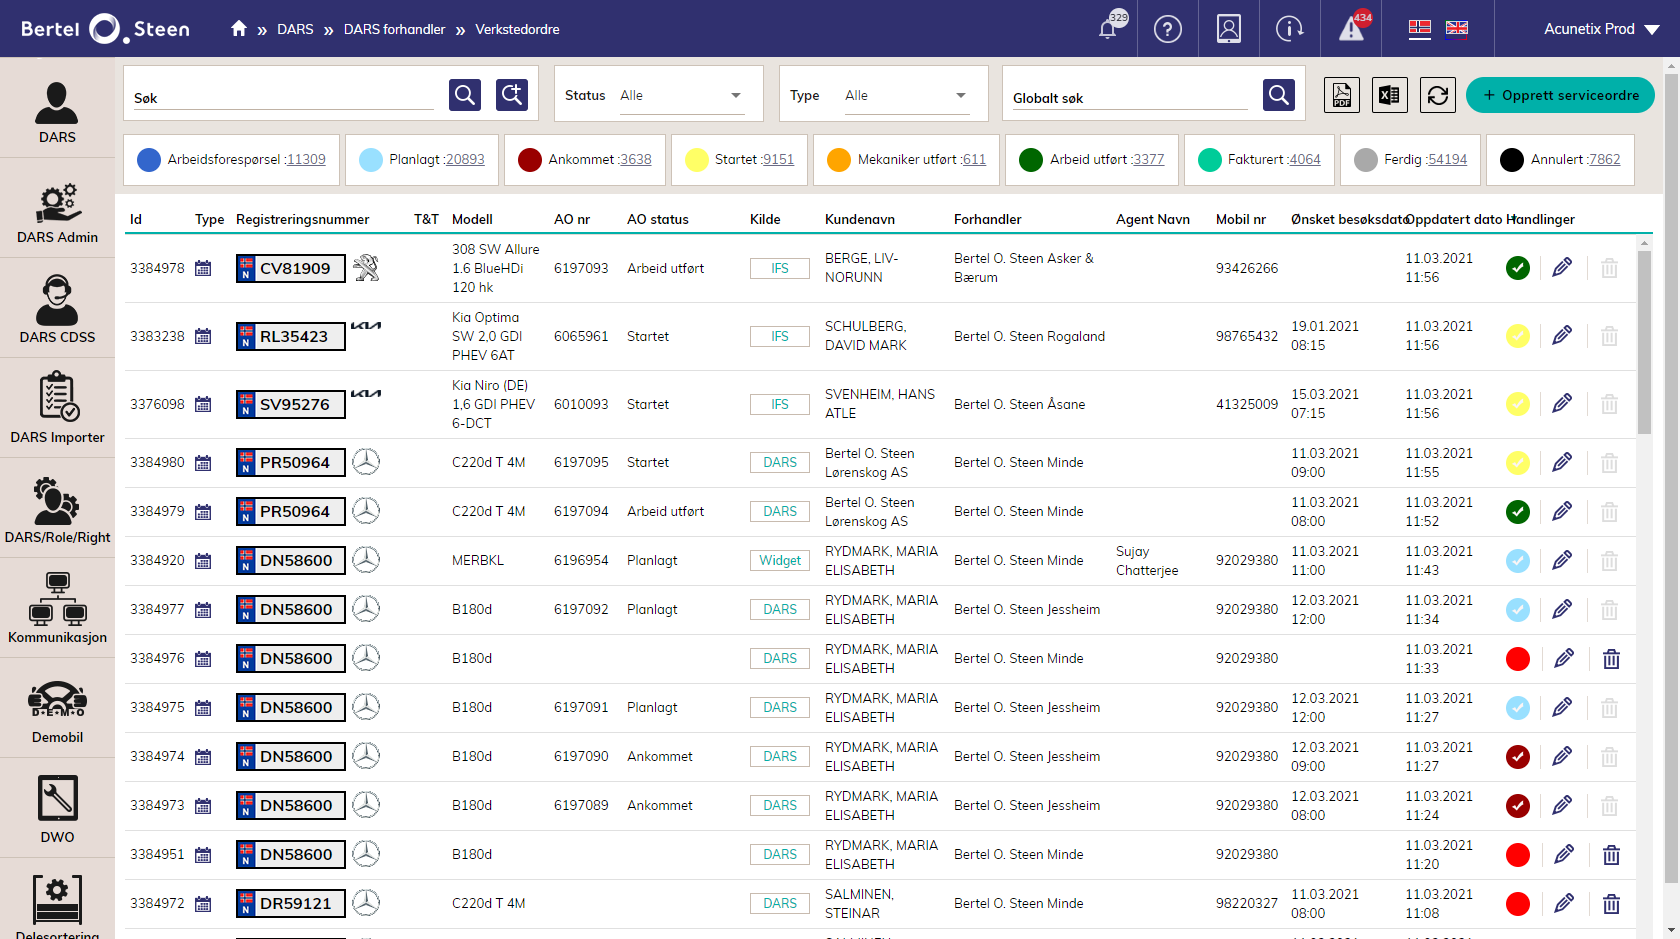 Bertel O. Steen
» DARS » DARS forhandler » Verkstedordre
329
434
Acunetix Prod
DARS
DARS Admin
DARS CDSS
DARS Importer
DARS/Role/Right
Kommunikasjon
D•E•M•O
Demobil
DWO
Delesortering
Søk
Status Alle
Type Alle
Globalt søk
PDF
+ Opprett serviceordre
Arbeidsforespørsel :11309
Planlagt :20893
Ankommet :3638
Startet :9151
Mekaniker utført :611
Arbeid utført :3377
Fakturert :4064
Ferdig :54194
Annulert :7862
Id Type Registreringsnummer T&T Modell AO nr AO status Kilde Kundenavn Forhandler Agent Navn Mobil nr Ønsket besøksdato Oppdatert dato Handlinger
3384978 N CV81909 308 SW Allure 1.6 BlueHDi 120 hk 6197093 Arbeid utført IFS BERGE, LIV-NORUNN Bertel O. Steen Asker & Bærum 93426266 11.03.2021 11:56
3383238 N RL35423 KIA Kia Optima SW 2,0 GDI PHEV 6AT 6065961 Startet IFS SCHULBERG, DAVID MARK Bertel O. Steen Rogaland 98765432 19.01.2021 08:15 11.03.2021 11:56
3376098 N SV95276 KIA Kia Niro (DE) 1,6 GDI PHEV 6-DCT 6010093 Startet IFS SVENHEIM, HANS ATLE Bertel O. Steen Åsane 41325009 15.03.2021 07:15 11.03.2021 11:56
3384980 N PR50964 C220d T 4M 6197095 Startet DARS Bertel O. Steen Lørenskog AS Bertel O. Steen Minde 11.03.2021 09:00 11.03.2021 11:55
3384979 N PR50964 C220d T 4M 6197094 Arbeid utført DARS Bertel O. Steen Lørenskog AS Bertel O. Steen Minde 11.03.2021 08:00 11.03.2021 11:52
3384920 N DN58600 MERBKL 6196954 Planlagt Widget RYDMARK, MARIA ELISABETH Bertel O. Steen Minde Sujay Chatterjee 92029380 11.03.2021 11:00 11.03.2021 11:43
3384977 N DN58600 B180d 6197092 Planlagt DARS RYDMARK, MARIA ELISABETH Bertel O. Steen Jessheim 92029380 12.03.2021 12:00 11.03.2021 11:34
3384976 N DN58600 B180d DARS RYDMARK, MARIA ELISABETH Bertel O. Steen Minde 92029380 11.03.2021 11:33
3384975 N DN58600 B180d 6197091 Planlagt DARS RYDMARK, MARIA ELISABETH Bertel O. Steen Jessheim 92029380 12.03.2021 12:00 11.03.2021 11:27
3384974 N DN58600 B180d 6197090 Ankommet DARS RYDMARK, MARIA ELISABETH Bertel O. Steen Jessheim 92029380 12.03.2021 09:00 11.03.2021 11:27
3384973 N DN58600 B180d 6197089 Ankommet DARS RYDMARK, MARIA ELISABETH Bertel O. Steen Jessheim 92029380 12.03.2021 08:00 11.03.2021 11:24
3384951 N DN58600 B180d DARS RYDMARK, MARIA ELISABETH Bertel O. Steen Minde 92029380 11.03.2021 11:20
3384972 N DR59121 C220d T 4M DARS SALMINEN, STEINAR Bertel O. Steen Minde 98220327 11.03.2021 08:00 11.03.2021 11:08